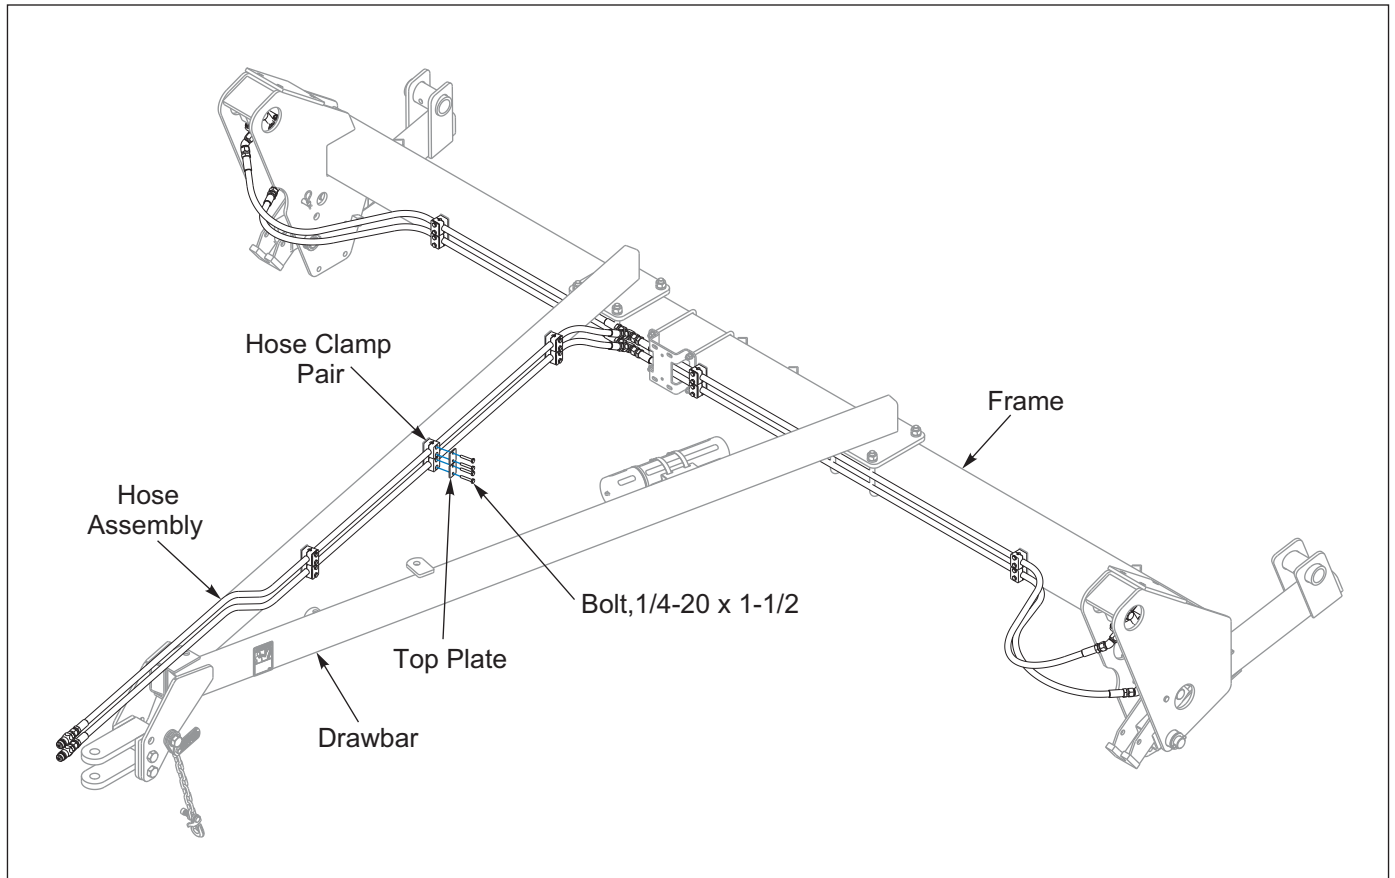 Hose Clamp
Pair
Frame
Hose
Assembly
Bolt,1/4-20 x 1-1/2
Top Plate
Drawbar